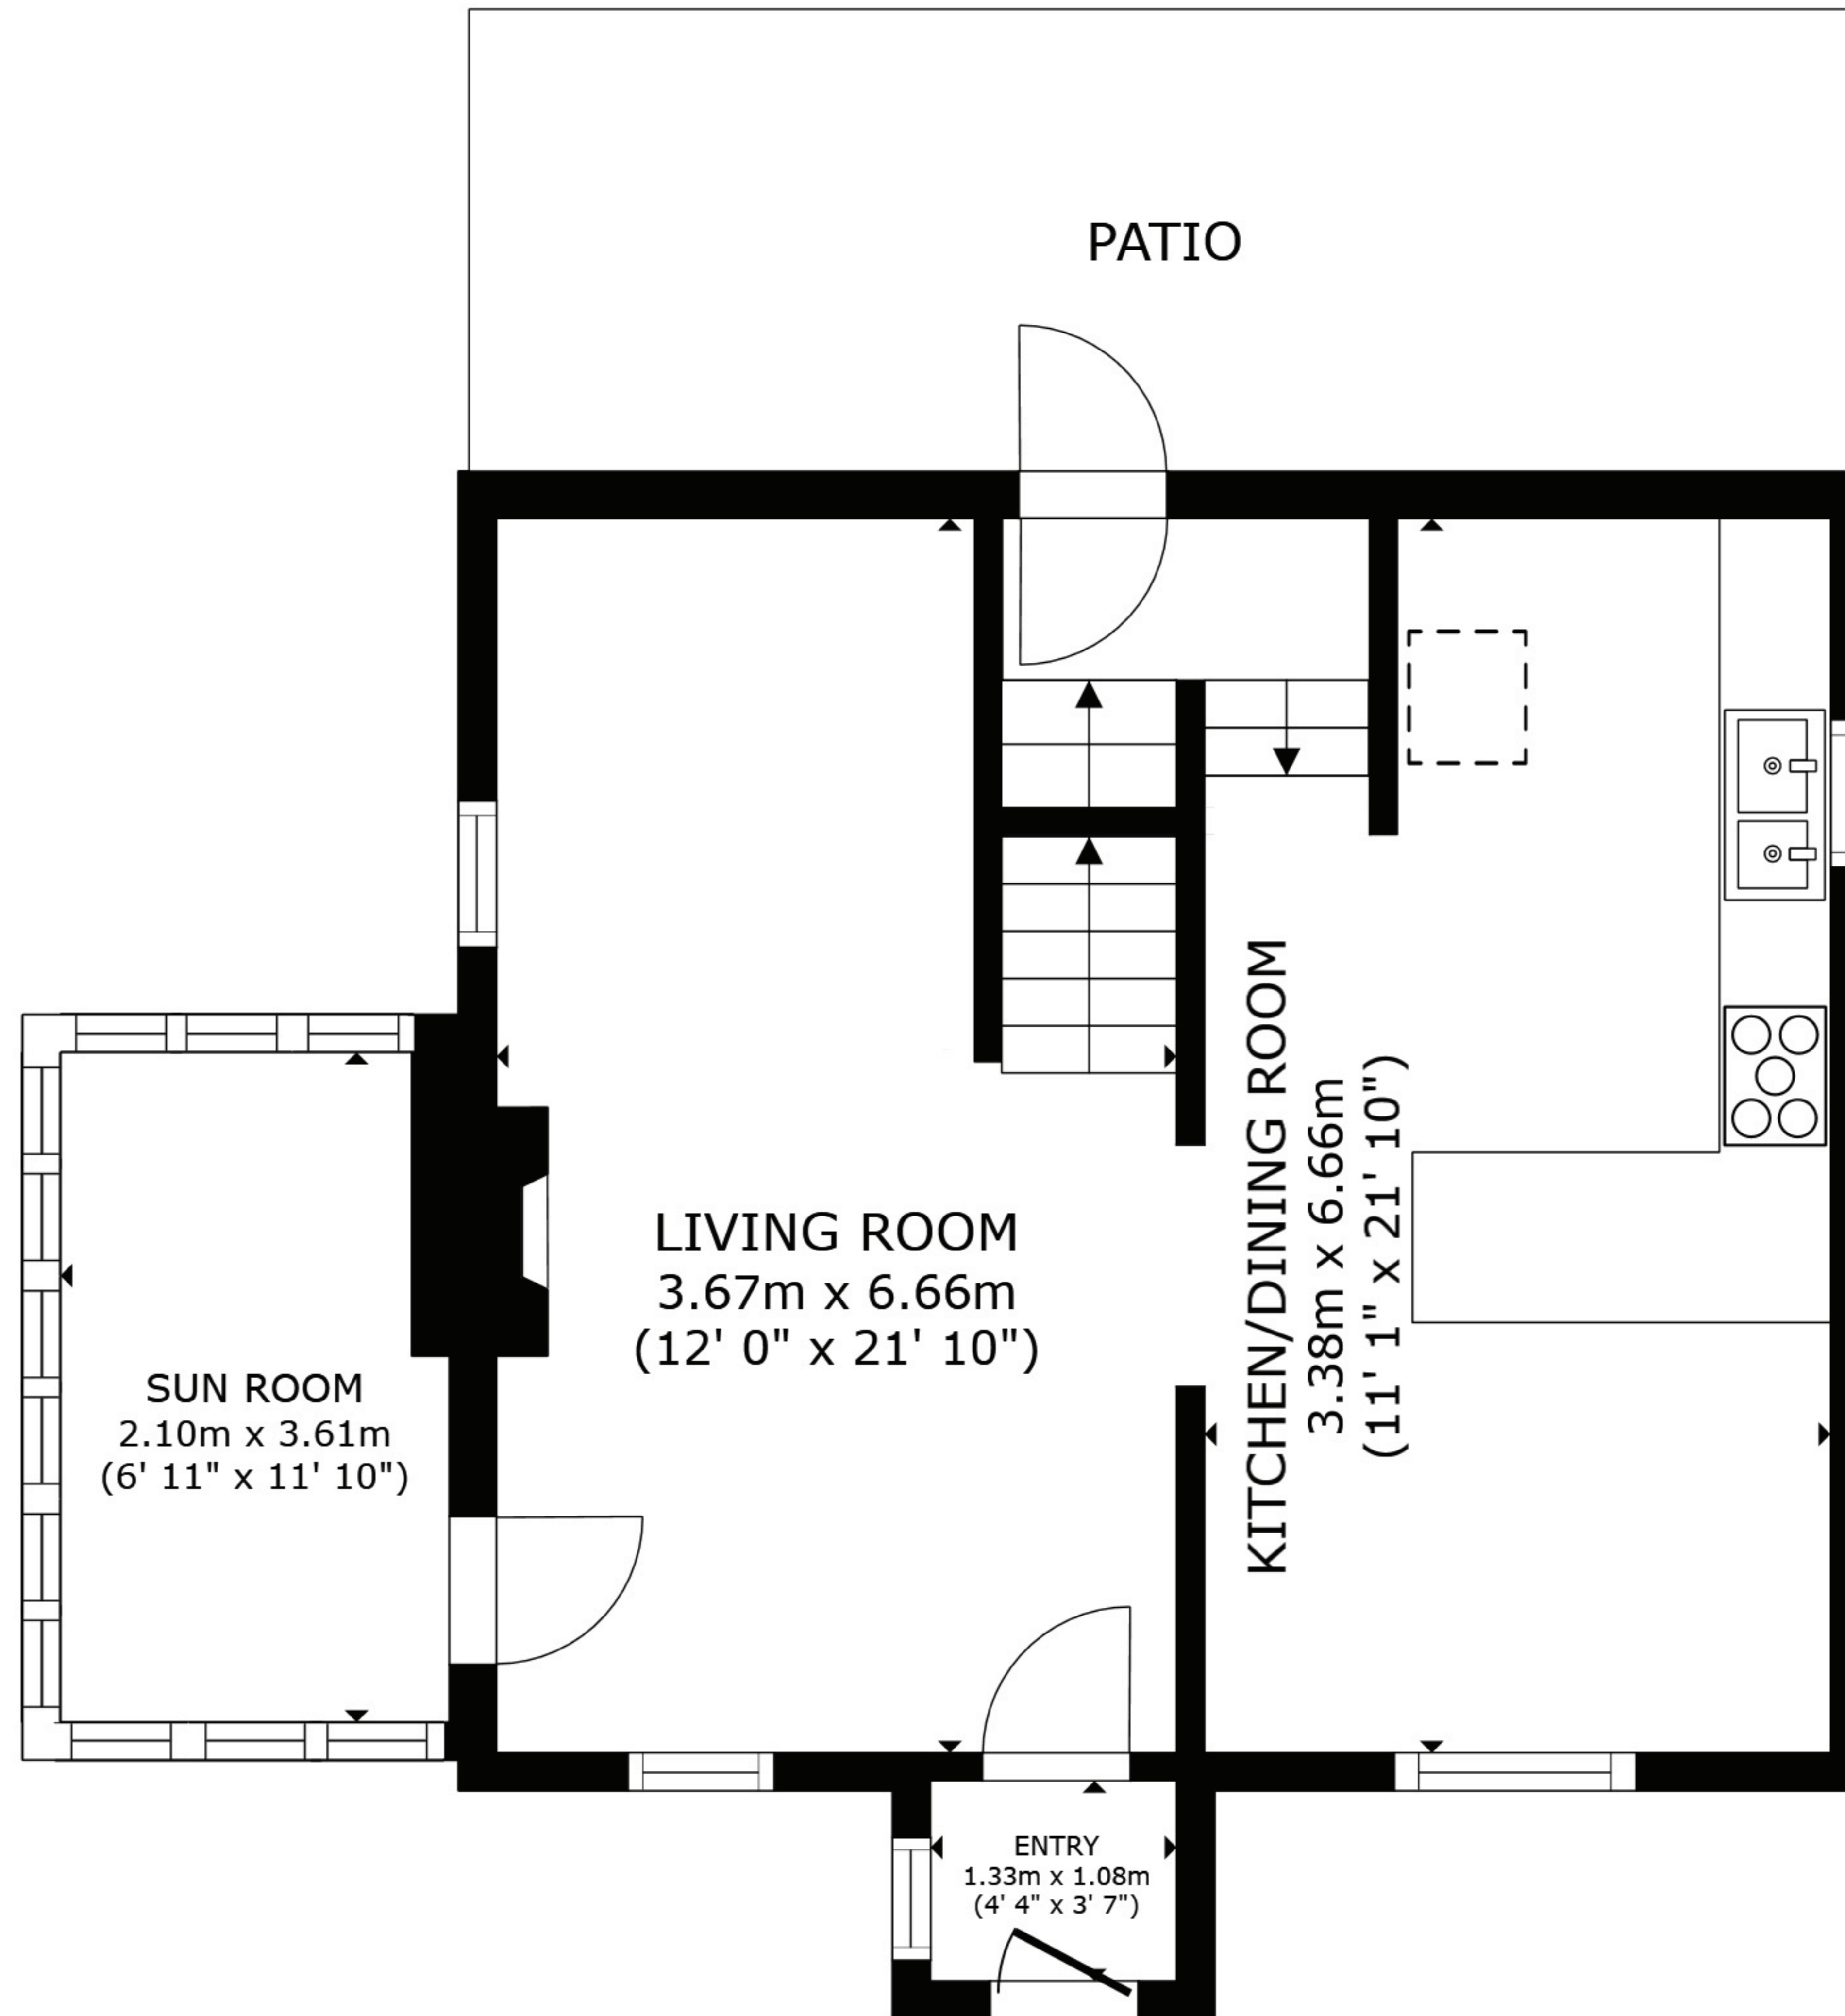 PATIO
LIVING ROOM
3.67m x 6.66m
(12' 0" x 21' 10")
KITCHEN/DINING ROOM
3.38m x 6.66m
(11' 1" x 21' 10")
SUN ROOM
2.10m x 3.61m
(6' 11" x 11' 10")
ENTRY
1.33m x 1.08m
(4' 4" x 3' 7")